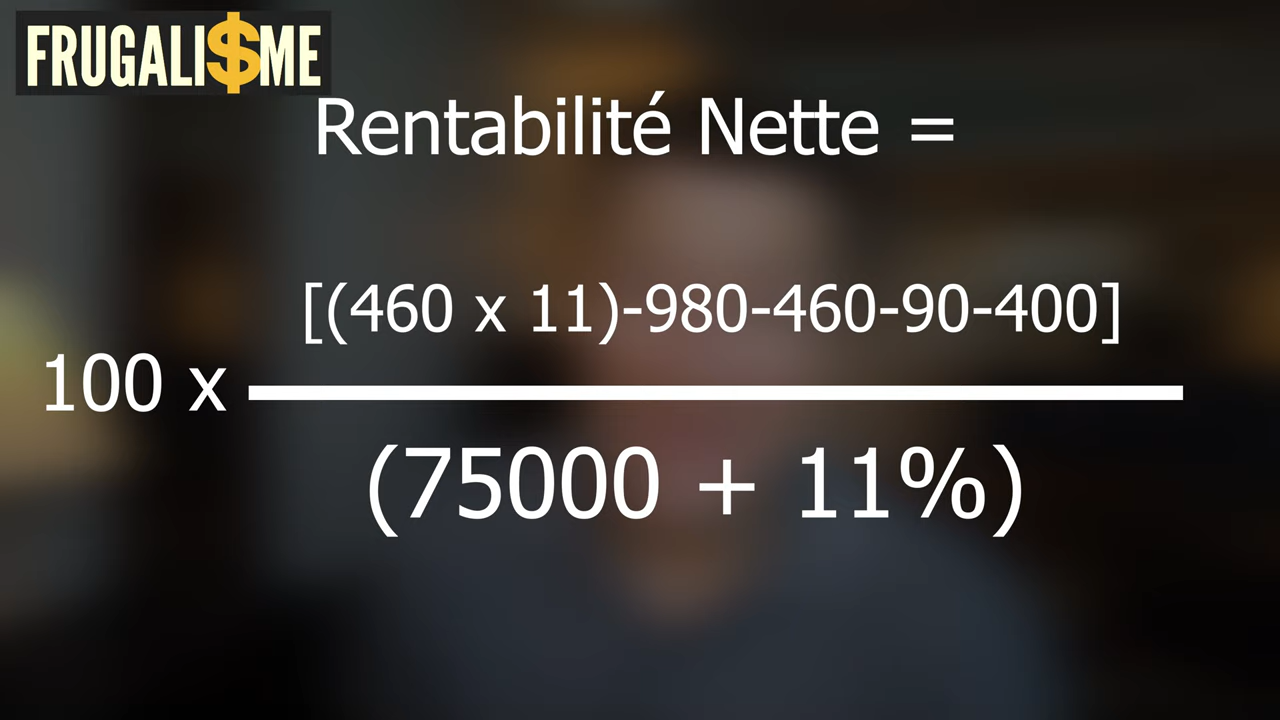 FRUGALI$ME
Rentabilité Nette =
[(460 x 11)-980-460-90-400]
100 x
(75000 + 11%)